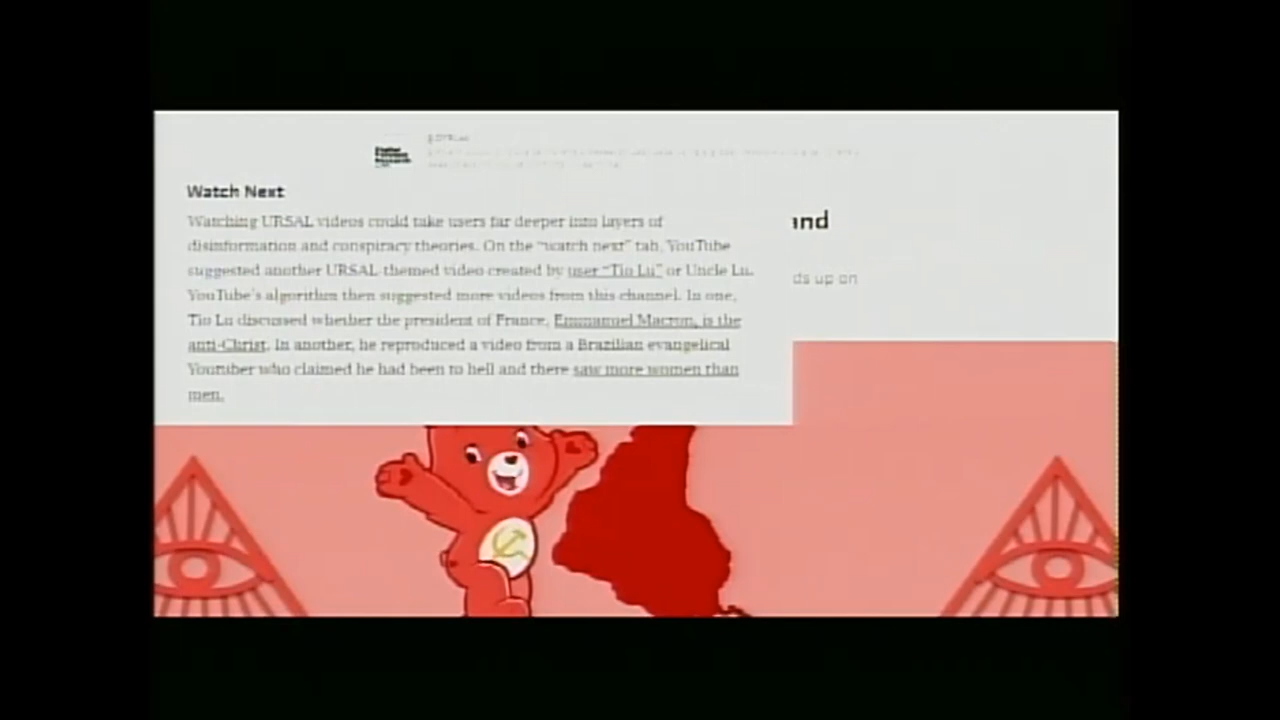 Watch Next
Watching URSAL videos could take users far deeper into layers of
disinformation and conspiracy theories. On the "watch next" tab, YouTube
suggested another URSAL-themed video created by user "Tio Lu" or Uncle Lu.
YouTube's algorithm then suggested more videos from this channel. In one,
Tio Lu discussed whether the president of France, Emmanuel Macron, is the
anti-Christ. In another, he reproduced a video from a Brazilian evangelical
Youtuber who claimed he had been to hell and there saw more women than
men.
and
ds up on